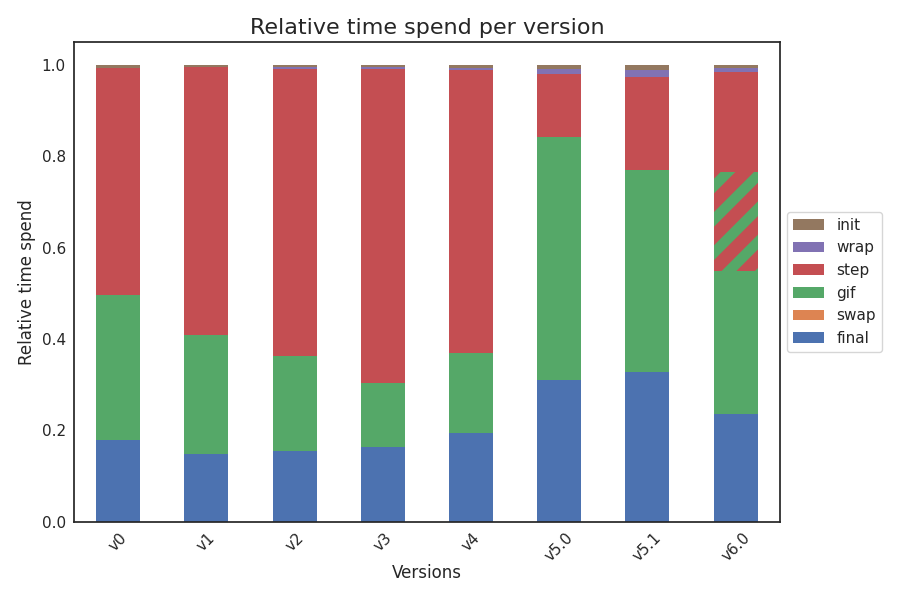 Relative time spend per version
Relative time spend
1.0
0.8
0.6
0.4
0.2
0.0
v0
v1
v2
v3
v4
v5.0
v5.1
v6.0
Versions
init
wrap
step
gif
swap
final